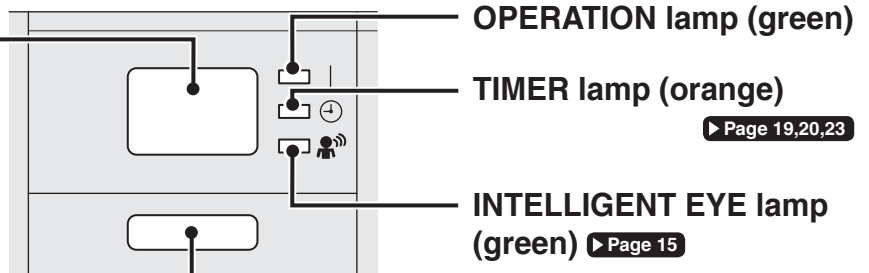 OPERATION lamp (green)
TIMER lamp (orange)
Page 19,20,23
INTELLIGENT EYE lamp
(green) Page 15